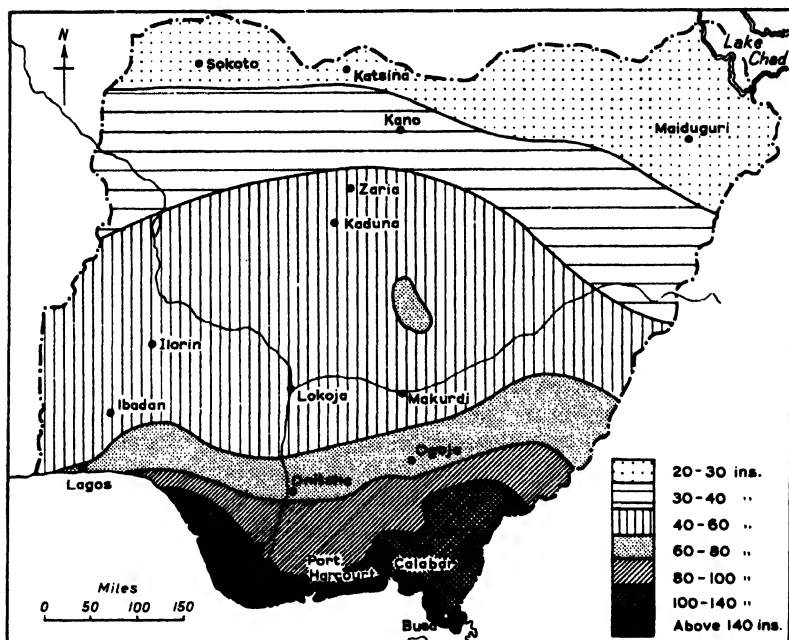 N
Sokoto
Katsina
Lake
Chad
Kano
Maiduguri
Zaria
Kaduna
Ilorin
Lokoja
Makurdi
Ibadan
Ogoja
Lagos
Onitsha
Port
Harcourt
Calabar
Miles
0 50 100 150
20-30 ins.
30-40 "
40-60 "
60-80 "
80-100 "
100-140 "
Above 140 ins.